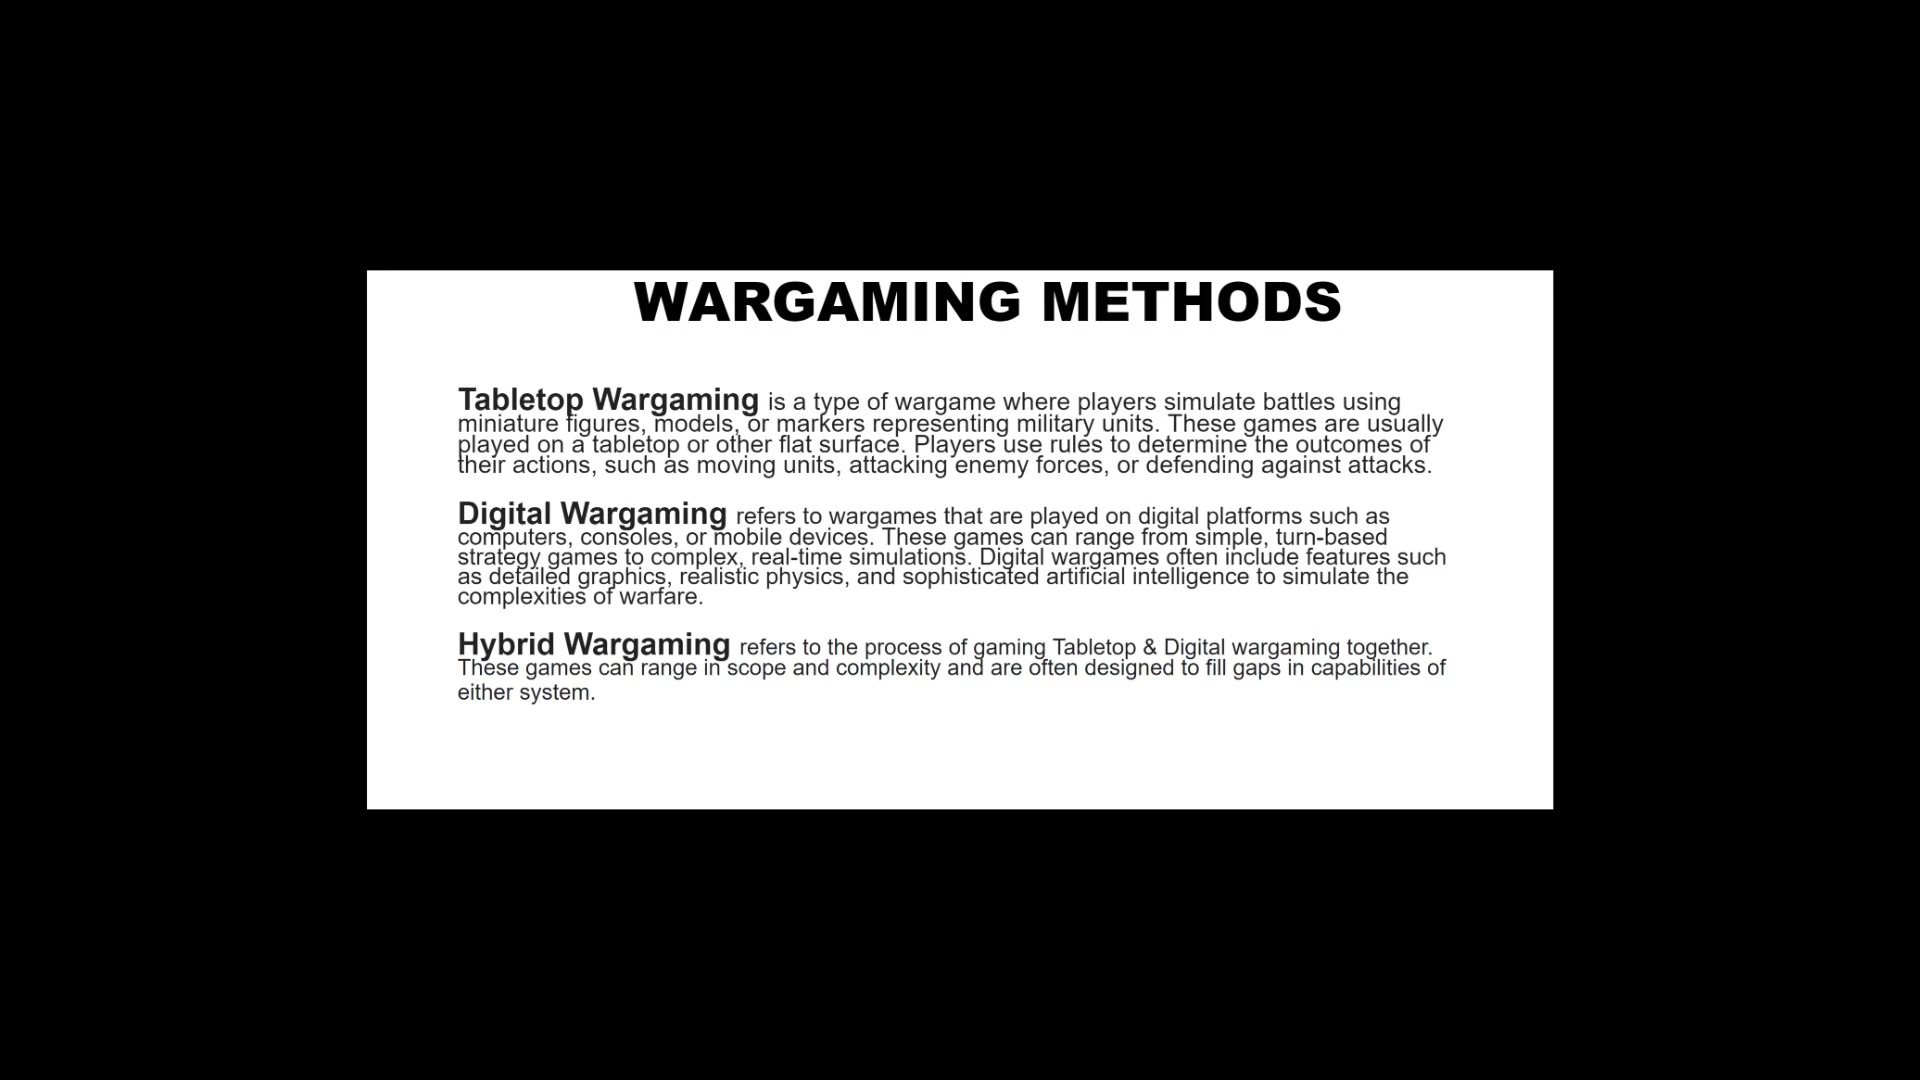 WARGAMING METHODS
Tabletop Wargaming is a type of wargame where players simulate battles using
miniature figures, models, or markers representing military units. These games are usually
played on a tabletop or other flat surface. Players use rules to determine the outcomes of
their actions, such as moving units, attacking enemy forces, or defending against attacks.
Digital Wargaming refers to wargames that are played on digital platforms such as
computers, consoles, or mobile devices. These games can range from simple, turn-based
strategy games to complex, real-time simulations. Digital wargames often include features such
as detailed graphics, realistic physics, and sophisticated artificial intelligence to simulate the
complexities of warfare.
Hybrid Wargaming refers to the process of gaming Tabletop & Digital wargaming together.
These games can range in scope and complexity and are often designed to fill gaps in capabilities of
either system.